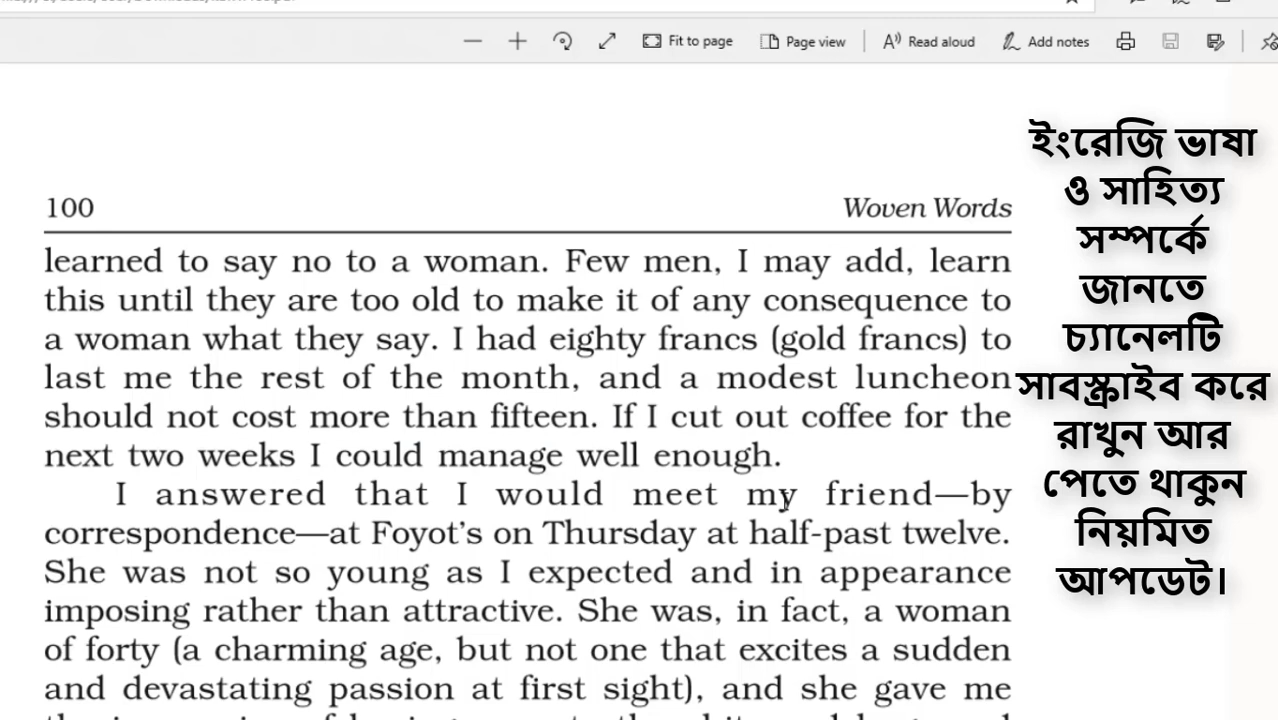 Fit to page
Page view
Read aloud
Add notes
100
Woven Words
learned to say no to a woman. Few men, I may add, learn
this until they are too old to make it of any consequence to
a woman what they say. I had eighty francs (gold francs) to
last me the rest of the month, and a modest luncheon
should not cost more than fifteen. If I cut out coffee for the
next two weeks I could manage well enough.
I answered that I would meet my friend—by
correspondence—at Foyot's on Thursday at half-past twelve.
She was not so young as I expected and in appearance
imposing rather than attractive. She was, in fact, a woman
of forty (a charming age, but not one that excites a sudden
and devastating passion at first sight), and she gave me
ইংরেজি ভাষা
ও সাহিত্য
সম্পর্কে
জানতে
চ্যানেলটি
সাবস্ক্রাইব করে
রাখুন আর
পেতে থাকুন
নিয়মিত
আপডেট।